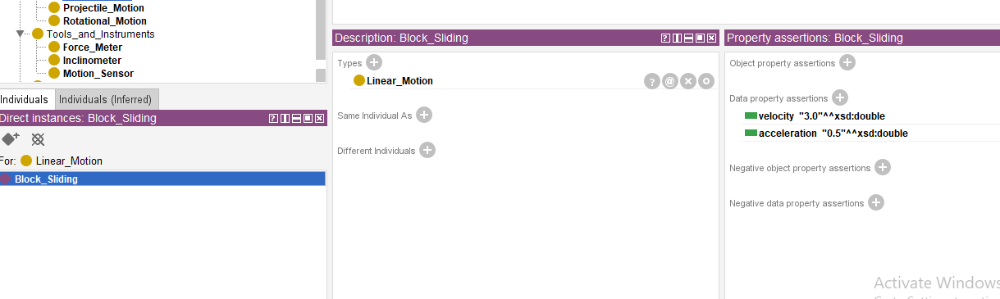 Projectile_Motion
Rotational_Motion
Tools_and_Instruments
Force_Meter
Inclinometer
Motion_Sensor
Individuals Individuals (Inferred)
Direct instances: Block_Sliding
For: Linear_Motion
Block_Sliding
Description: Block_Sliding
Types
Linear_Motion
Same Individual As
Different Individuals
Property assertions: Block_Sliding
Object property assertions
Data property assertions
velocity "3.0"^^xsd:double
acceleration "0.5"^^xsd:double
Negative object property assertions
Negative data property assertions
Activate Windows